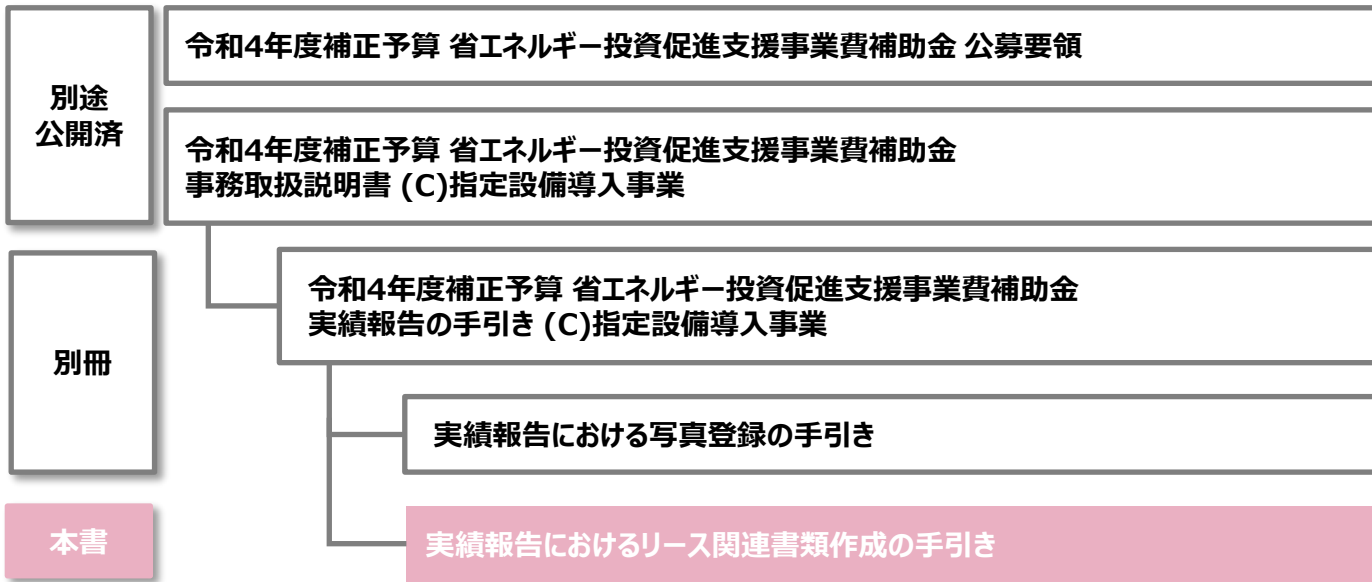 別途
公開済
令和4年度補正予算 省エネルギー投資促進支援事業費補助金 公募要領
令和4年度補正予算 省エネルギー投資促進支援事業費補助金
事務取扱説明書 (C)指定設備導入事業
別冊
令和4年度補正予算 省エネルギー投資促進支援事業費補助金
実績報告の手引き (C)指定設備導入事業
実績報告における写真登録の手引き
本書
実績報告におけるリース関連書類作成の手引き